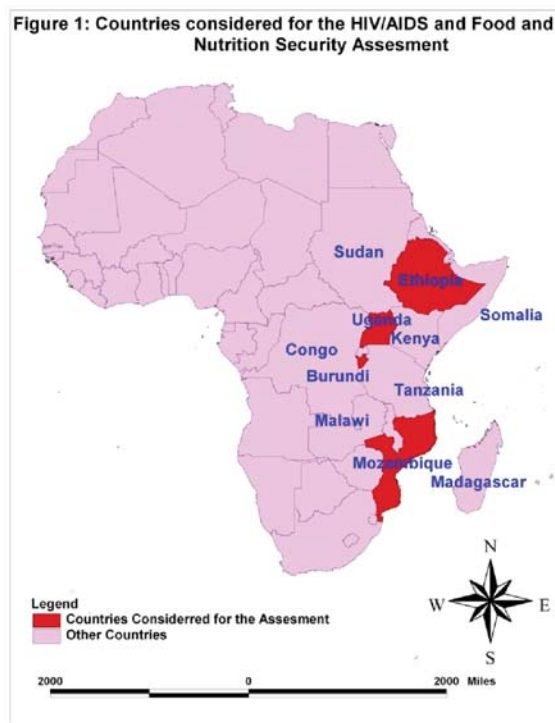 Figure 1: Countries considered for the HIV/AIDS and Food and
Nutrition Security Assesment
Sudan
Ethiopia
Somalia
Uganda
Kenya
Congo
Burundi
Tanzania
Malawi
Mozambique
Madagascar
N
W
E
S
Legend
Countries Considerred for the Assesment
Other Countries
2000 0 2000 Miles